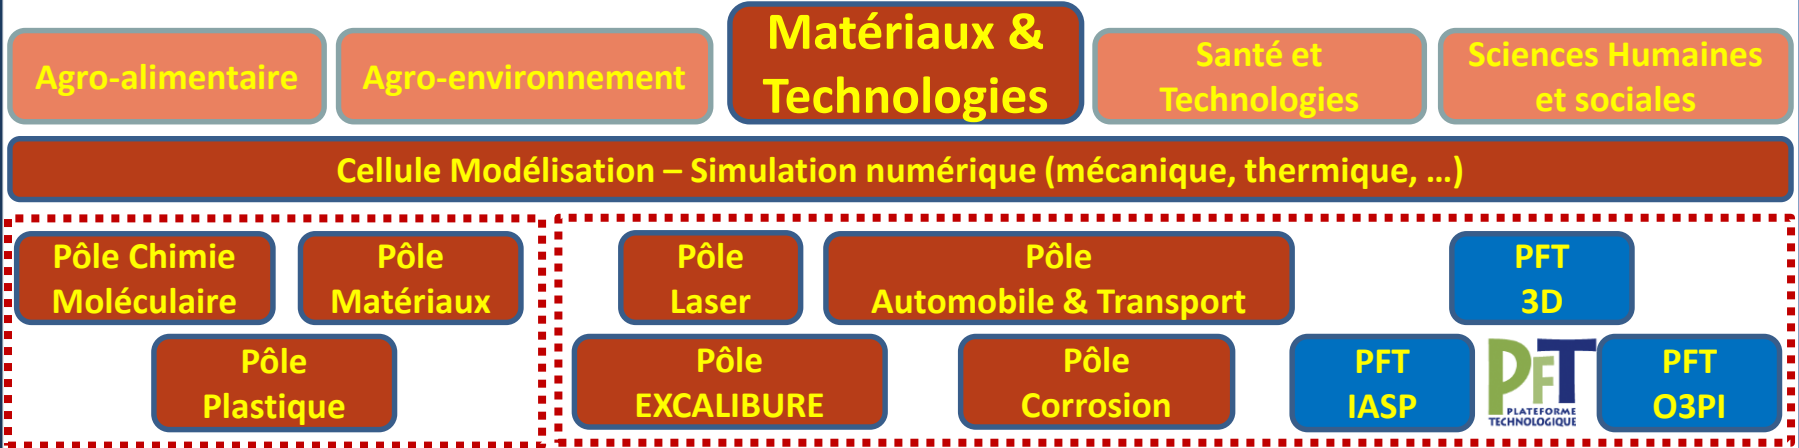 Agro-alimentaire
Agro-environnement
Matériaux &
Technologies
Santé et
Technologies
Sciences Humaines
et sociales
Cellule Modélisation – Simulation numérique (mécanique, thermique, …)
Pôle Chimie
Moléculaire
Pôle
Matériaux
Pôle
Plastique
Pôle
Laser
Pôle
Automobile & Transport
PFT
3D
Pôle
EXCALIBURE
Pôle
Corrosion
PFT
IASP
PFT
PLATEFORME
TECHNOLOGIQUE
PFT
O3PI